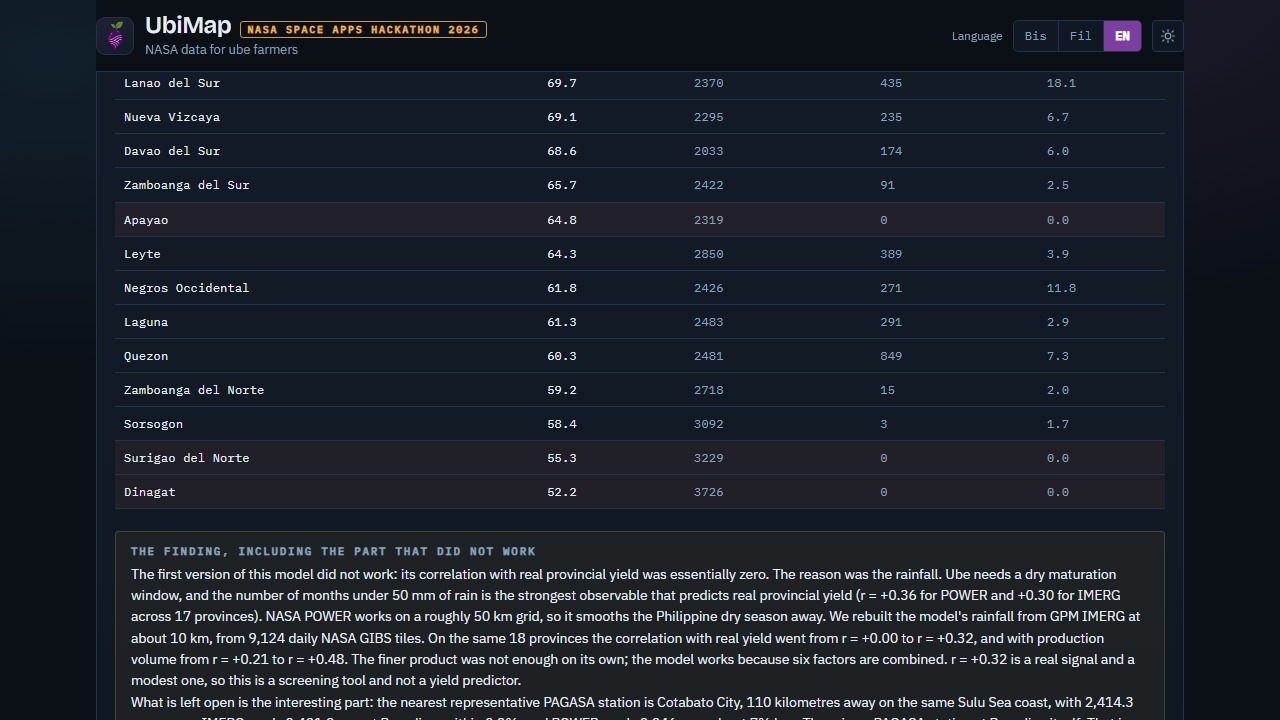 UbiMap NASA SPACE APPS HACKATHON 2026
NASA data for ube farmers
Language Bis Fil EN
Lanao del Sur 69.7 2370 435 18.1
Nueva Vizcaya 69.1 2295 235 6.7
Davao del Sur 68.6 2033 174 6.0
Zamboanga del Sur 65.7 2422 91 2.5
Apayao 64.8 2319 0 0.0
Leyte 64.3 2850 389 3.9
Negros Occidental 61.8 2426 271 11.8
Laguna 61.3 2483 291 2.9
Quezon 60.3 2481 849 7.3
Zamboanga del Norte 59.2 2718 15 2.0
Sorsogon 58.4 3092 3 1.7
Surigao del Norte 55.3 3229 0 0.0
Dinagat 52.2 3726 0 0.0
THE FINDING, INCLUDING THE PART THAT DID NOT WORK
The first version of this model did not work: its correlation with real provincial yield was essentially zero. The reason was the rainfall. Ube needs a dry maturation
window, and the number of months under 50 mm of rain is the strongest observable that predicts real provincial yield (r = +0.36 for POWER and +0.30 for IMERG
across 17 provinces). NASA POWER works on a roughly 50 km grid, so it smooths the Philippine dry season away. We rebuilt the model's rainfall from GPM IMERG at
about 10 km, from 9,124 daily NASA GIBS tiles. On the same 18 provinces the correlation with real yield went from r = +0.00 to r = +0.32, and with production
volume from r = +0.21 to r = +0.48. The finer product was not enough on its own; the model works because six factors are combined. r = +0.32 is a real signal and a
modest one, so this is a screening tool and not a yield predictor.
What is left open is the interesting part: the nearest representative PAGASA station is Cotabato City, 110 kilometres away on the same Sulu Sea coast, with 2,414.3